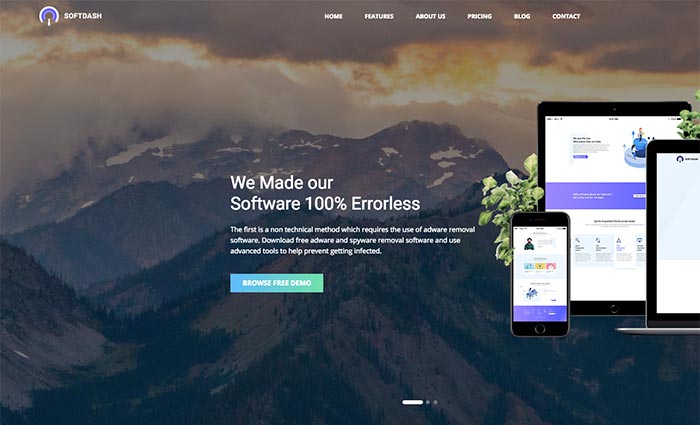 SOFTDASH
HOME FEATURES ABOUT US PRICING BLOG CONTACT
We Made our
Software 100% Errorless
The first is a non technical method which requires the use of adware removal
software. Download free adware and spyware removal software and use
advanced tools to help prevent getting infected.
BROWSE FREE DEMO
SOFTDASH